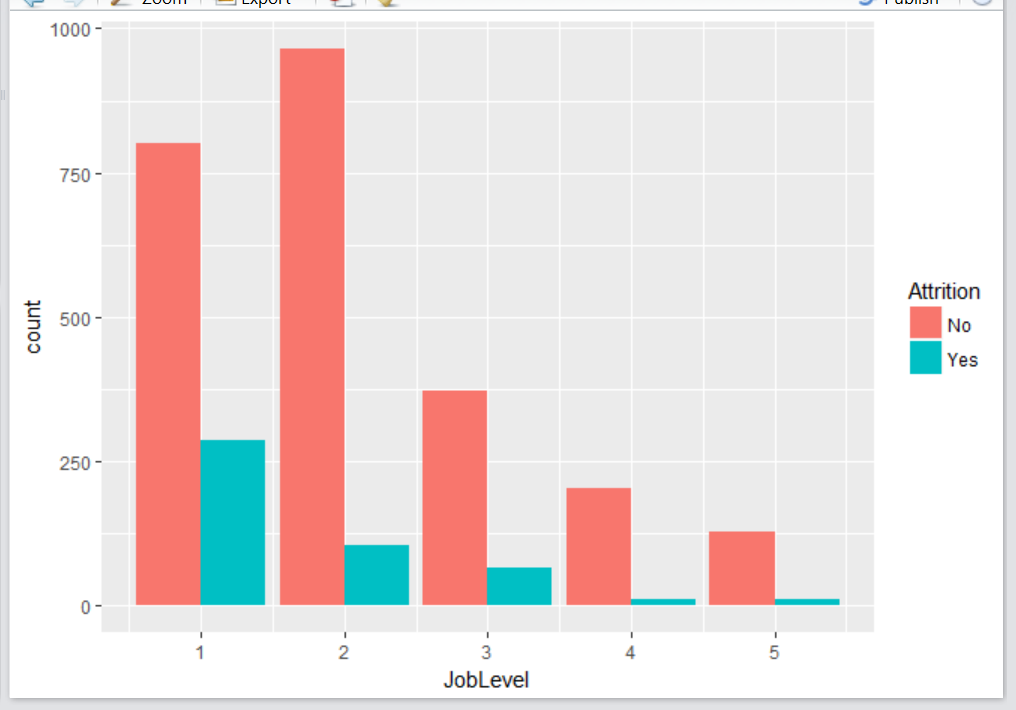 Zoom Export Publish
1000
750
500
250
0
count
1 2 3 4 5
JobLevel
Attrition
No
Yes